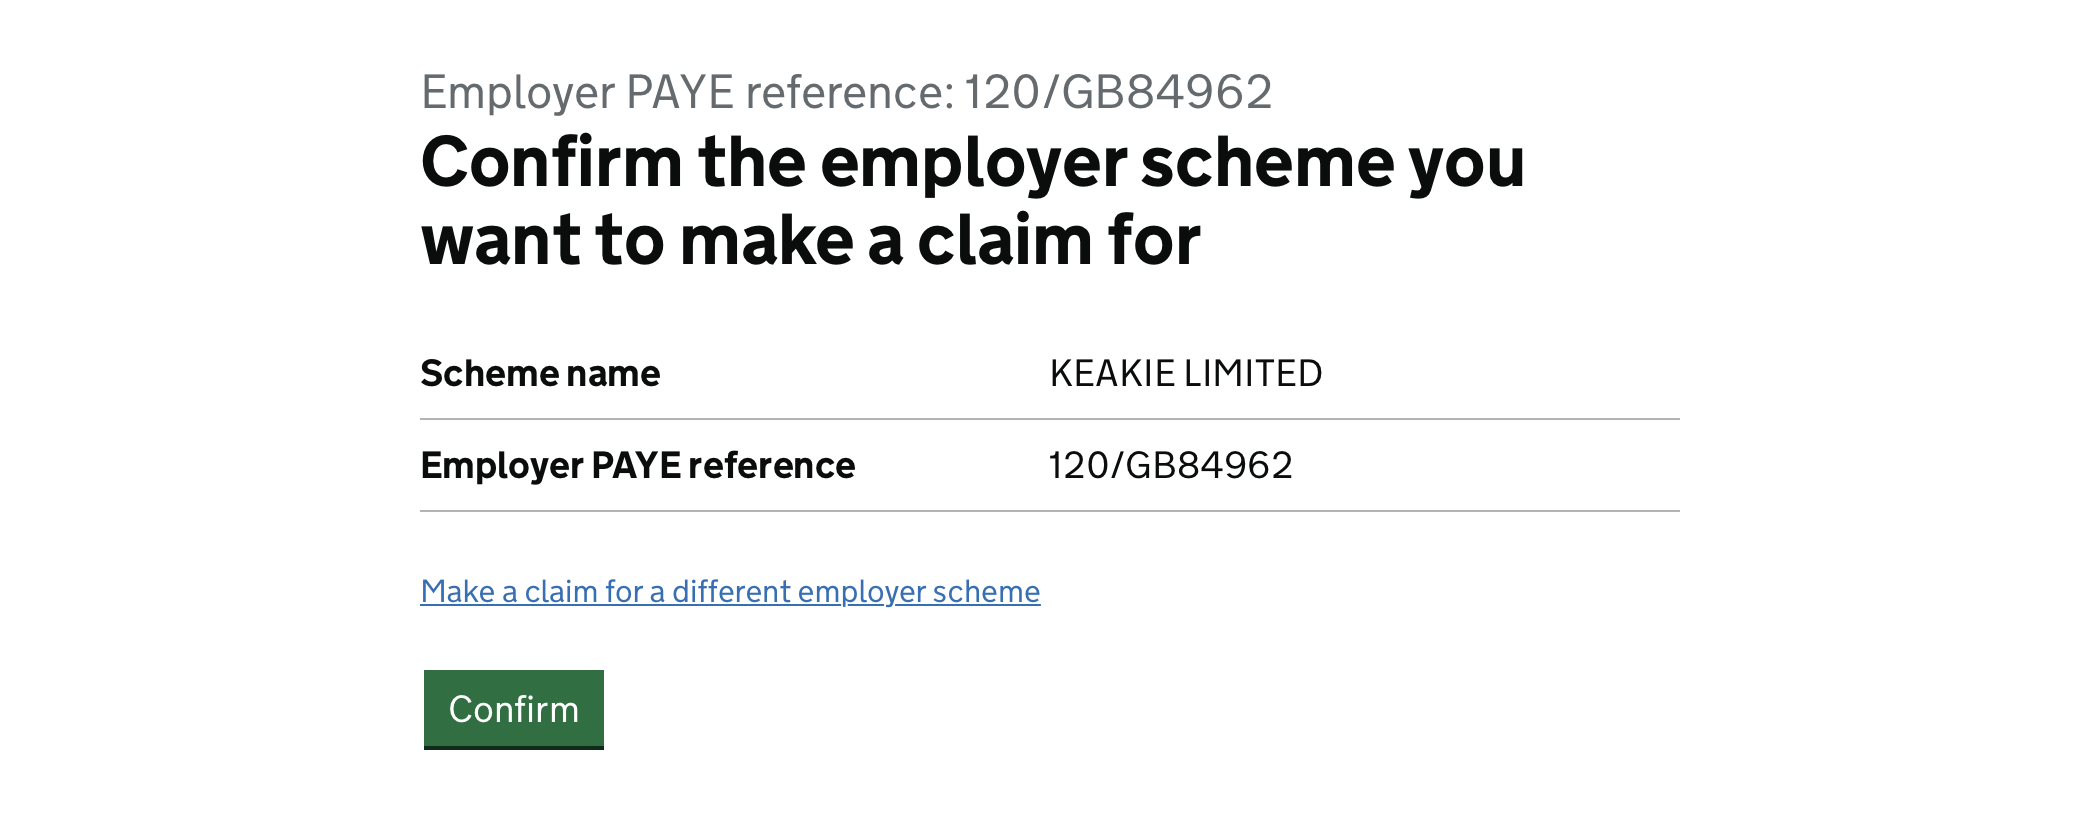 Employer PAYE reference: 120/GB84962
Confirm the employer scheme you
want to make a claim for
Scheme name KEAKIE LIMITED
Employer PAYE reference 120/GB84962
Make a claim for a different employer scheme
Confirm